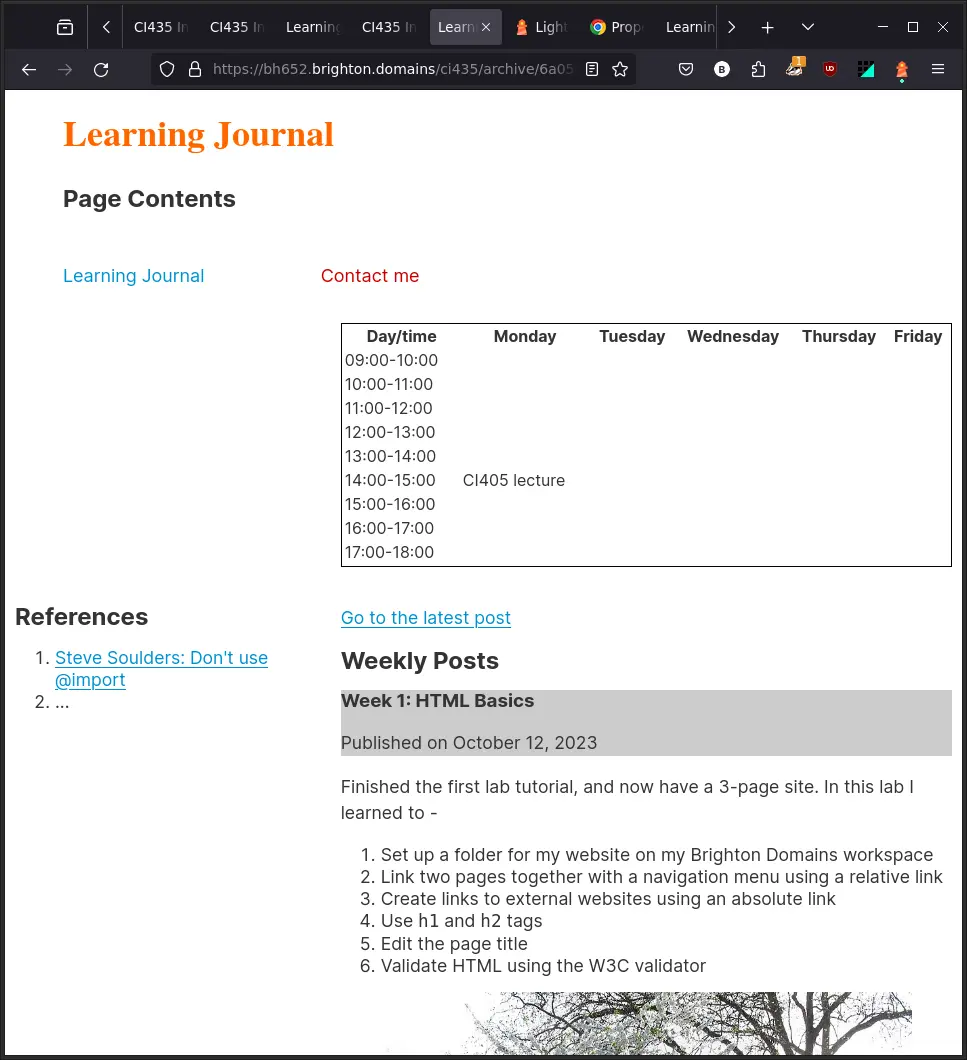 CI435 In
CI435 In
Learning
CI435 In
Learn
Light
Prop
Learnin
https://bh652.brighton.domains/ci435/archive/6a05
B
1
UD
Learning Journal
Page Contents
Learning Journal
Contact me
Day/time Monday Tuesday Wednesday Thursday Friday
09:00-10:00
10:00-11:00
11:00-12:00
12:00-13:00
13:00-14:00
14:00-15:00 CI405 lecture
15:00-16:00
16:00-17:00
17:00-18:00
References
1. Steve Soulders: Don't use
@import
2. ...
Go to the latest post
Weekly Posts
Week 1: HTML Basics
Published on October 12, 2023
Finished the first lab tutorial, and now have a 3-page site. In this lab I
learned to -
1. Set up a folder for my website on my Brighton Domains workspace
2. Link two pages together with a navigation menu using a relative link
3. Create links to external websites using an absolute link
4. Use h1 and h2 tags
5. Edit the page title
6. Validate HTML using the W3C validator